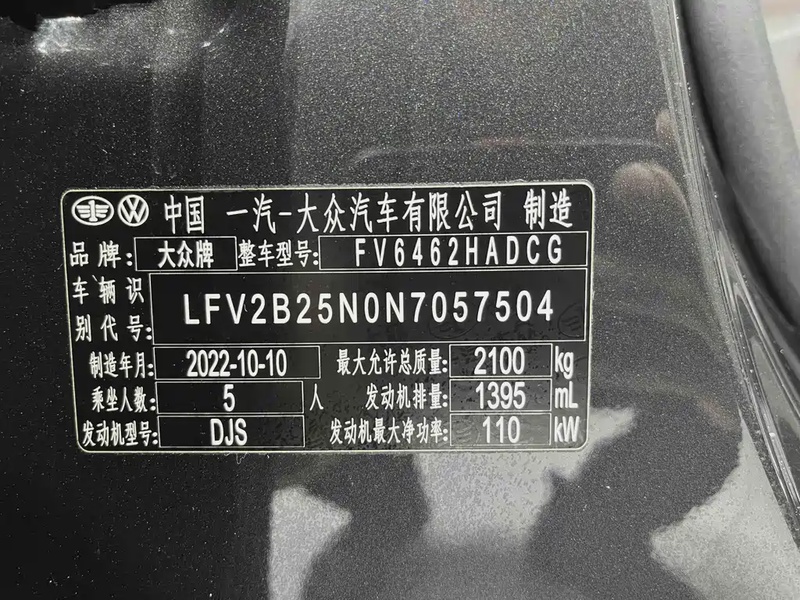 中国 一汽-大众汽车有限公司 制造
品牌: 大众牌 整车型号: FV6462HADCG
车辆识别代号: LFV2B25N0N7057504
制造年月: 2022-10-10 最大允许总质量: 2100 kg
乘坐人数: 5 人 发动机排量: 1395 mL
发动机型号: DJS 发动机最大净功率: 110 kW